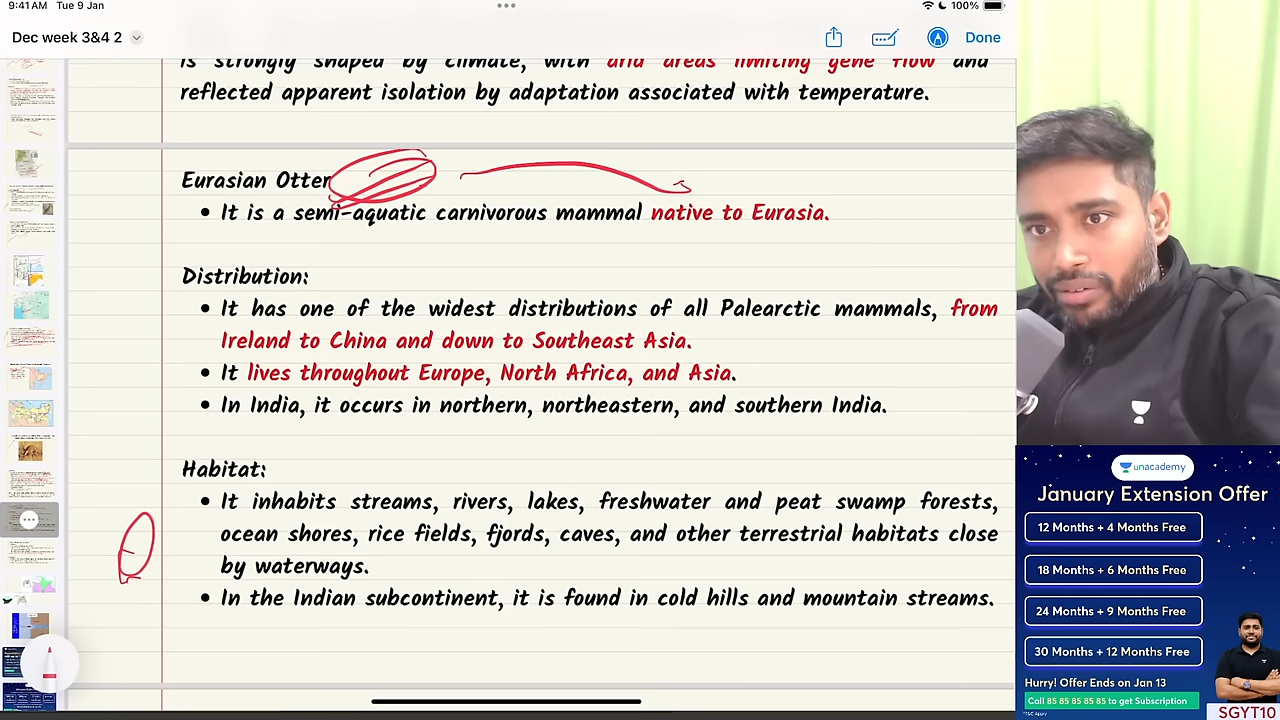 9:41 AM Tue 9 Jan
100%
Dec week 3&4 2
Done
is strongly shaped by climate, with arid areas limiting gene flow and
reflected apparent isolation by adaptation associated with temperature.
Eurasian Otter
• It is a semi-aquatic carnivorous mammal native to Eurasia.
Distribution:
• It has one of the widest distributions of all Palearctic mammals, from
Ireland to China and down to Southeast Asia.
• It lives throughout Europe, North Africa, and Asia.
• In India, it occurs in northern, northeastern, and southern India.
Habitat:
• It inhabits streams, rivers, lakes, freshwater and peat swamp forests,
ocean shores, rice fields, fjords, caves, and other terrestrial habitats close
by waterways.
• In the Indian subcontinent, it is found in cold hills and mountain streams.
unacademy
January Extension Offer
12 Months + 4 Months Free
18 Months + 6 Months Free
24 Months + 9 Months Free
30 Months + 12 Months Free
Hurry! Offer Ends on Jan 13
Call 85 85 85 85 85 to get Subscription
*T&C Apply
SGYT10